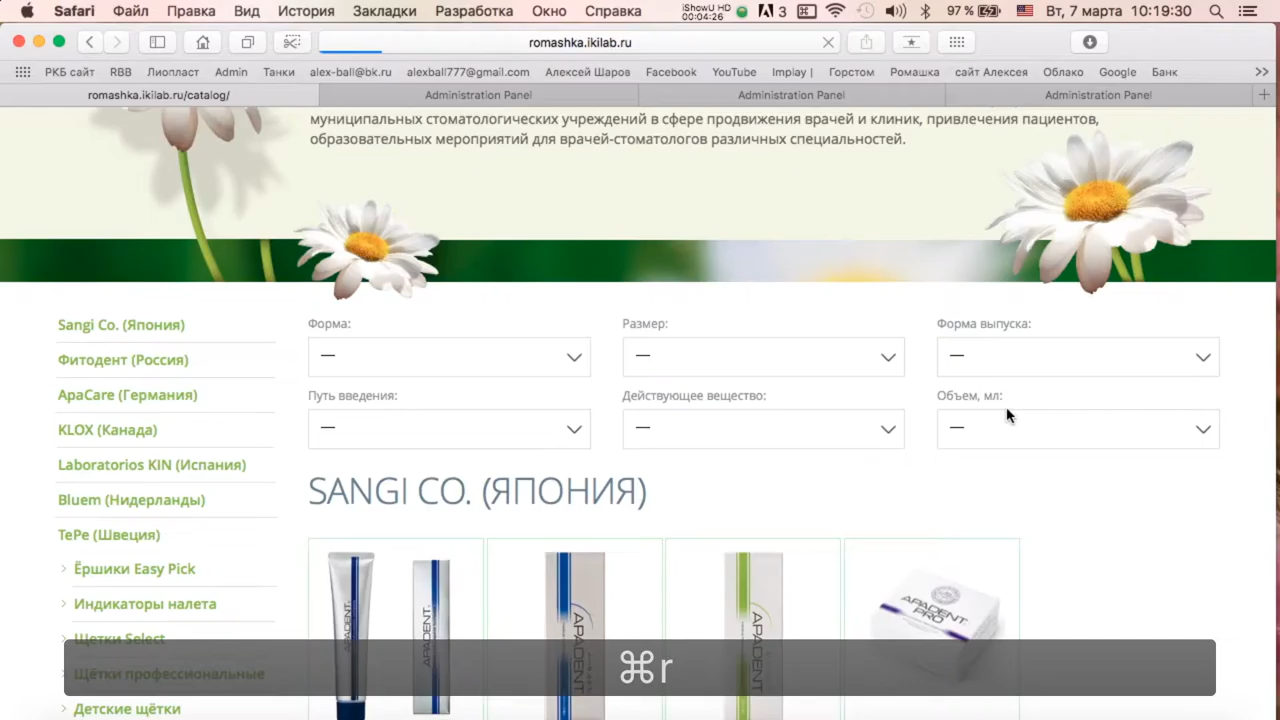 Safari Файл Правка Вид История Закладки Разработка Окно Справка iShowU HD 00:04:26 3 97 % Вт, 7 марта 10:19:30
romashka.ikilab.ru
РКБ сайт RBB Лиопласт Admin Танки alex-ball@bk.ru alexball777@gmail.com Алексей Шаров Facebook YouTube Implay | Горстом Ромашка сайт Алексея Облако Google Банк >>
romashka.ikilab.ru/catalog/ Administration Panel Administration Panel Administration Panel +
муниципальных стоматологических учреждений в сфере продвижения врачей и клиник, привлечения пациентов,
образовательных мероприятий для врачей-стоматологов различных специальностей.
Sangi Co. (Япония)
Фитодент (Россия)
ApaCare (Германия)
KLOX (Канада)
Laboratorios KIN (Испания)
Bluem (Нидерланды)
TePe (Швеция)
Ёршики Easy Pick
Индикаторы налета
Щетки Select
Щётки профессиональные
Детские щётки
Форма: Размер: Форма выпуска:
— — —
Путь введения: Действующее вещество: Объем, мл:
— — —
SANGI CO. (ЯПОНИЯ)
APADENT
APADENT
APADENT
APADENT
APADENT PRO
⌘r